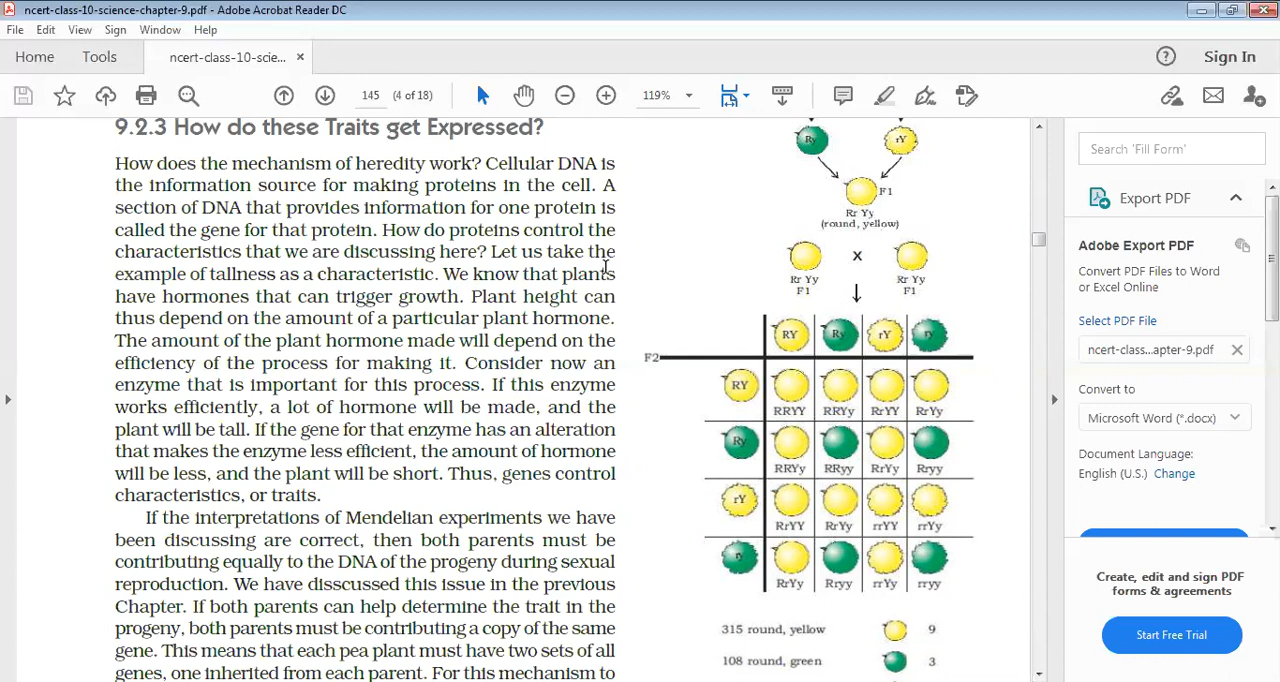 ncert-class-10-science-chapter-9.pdf - Adobe Acrobat Reader DC
File Edit View Sign Window Help
Home Tools ncert-class-10-scie... × ? Sign In
145 (4 of 18) 119%
9.2.3 How do these Traits get Expressed?
How does the mechanism of heredity work? Cellular DNA is
the information source for making proteins in the cell. A
section of DNA that provides information for one protein is
called the gene for that protein. How do proteins control the
characteristics that we are discussing here? Let us take the
example of tallness as a characteristic. We know that plants
have hormones that can trigger growth. Plant height can
thus depend on the amount of a particular plant hormone.
The amount of the plant hormone made will depend on the
efficiency of the process for making it. Consider now an
enzyme that is important for this process. If this enzyme
works efficiently, a lot of hormone will be made, and the
plant will be tall. If the gene for that enzyme has an alteration
that makes the enzyme less efficient, the amount of hormone
will be less, and the plant will be short. Thus, genes control
characteristics, or traits.
If the interpretations of Mendelian experiments we have
been discussing are correct, then both parents must be
contributing equally to the DNA of the progeny during sexual
reproduction. We have disscussed this issue in the previous
Chapter. If both parents can help determine the trait in the
progeny, both parents must be contributing a copy of the same
gene. This means that each pea plant must have two sets of all
genes, one inherited from each parent. For this mechanism to
Ry rY
F1
Rr Yy
(round, yellow)
X
Rr Yy Rr Yy
F1 F1
RY Ry rY ry
F2
RY
RRYY RRYy RrYY RrYy
Ry
RRYy RRyy RrYy Rryy
rY
RrYY RrYy rrYY rrYy
ry
RrYy Rryy rrYy rryy
315 round, yellow 9
108 round, green 3
Search 'Fill Form'
Export PDF
Adobe Export PDF
Convert PDF Files to Word
or Excel Online
Select PDF File
ncert-class...apter-9.pdf ×
Convert to
Microsoft Word (*.docx)
Document Language:
English (U.S.) Change
Create, edit and sign PDF
forms & agreements
Start Free Trial